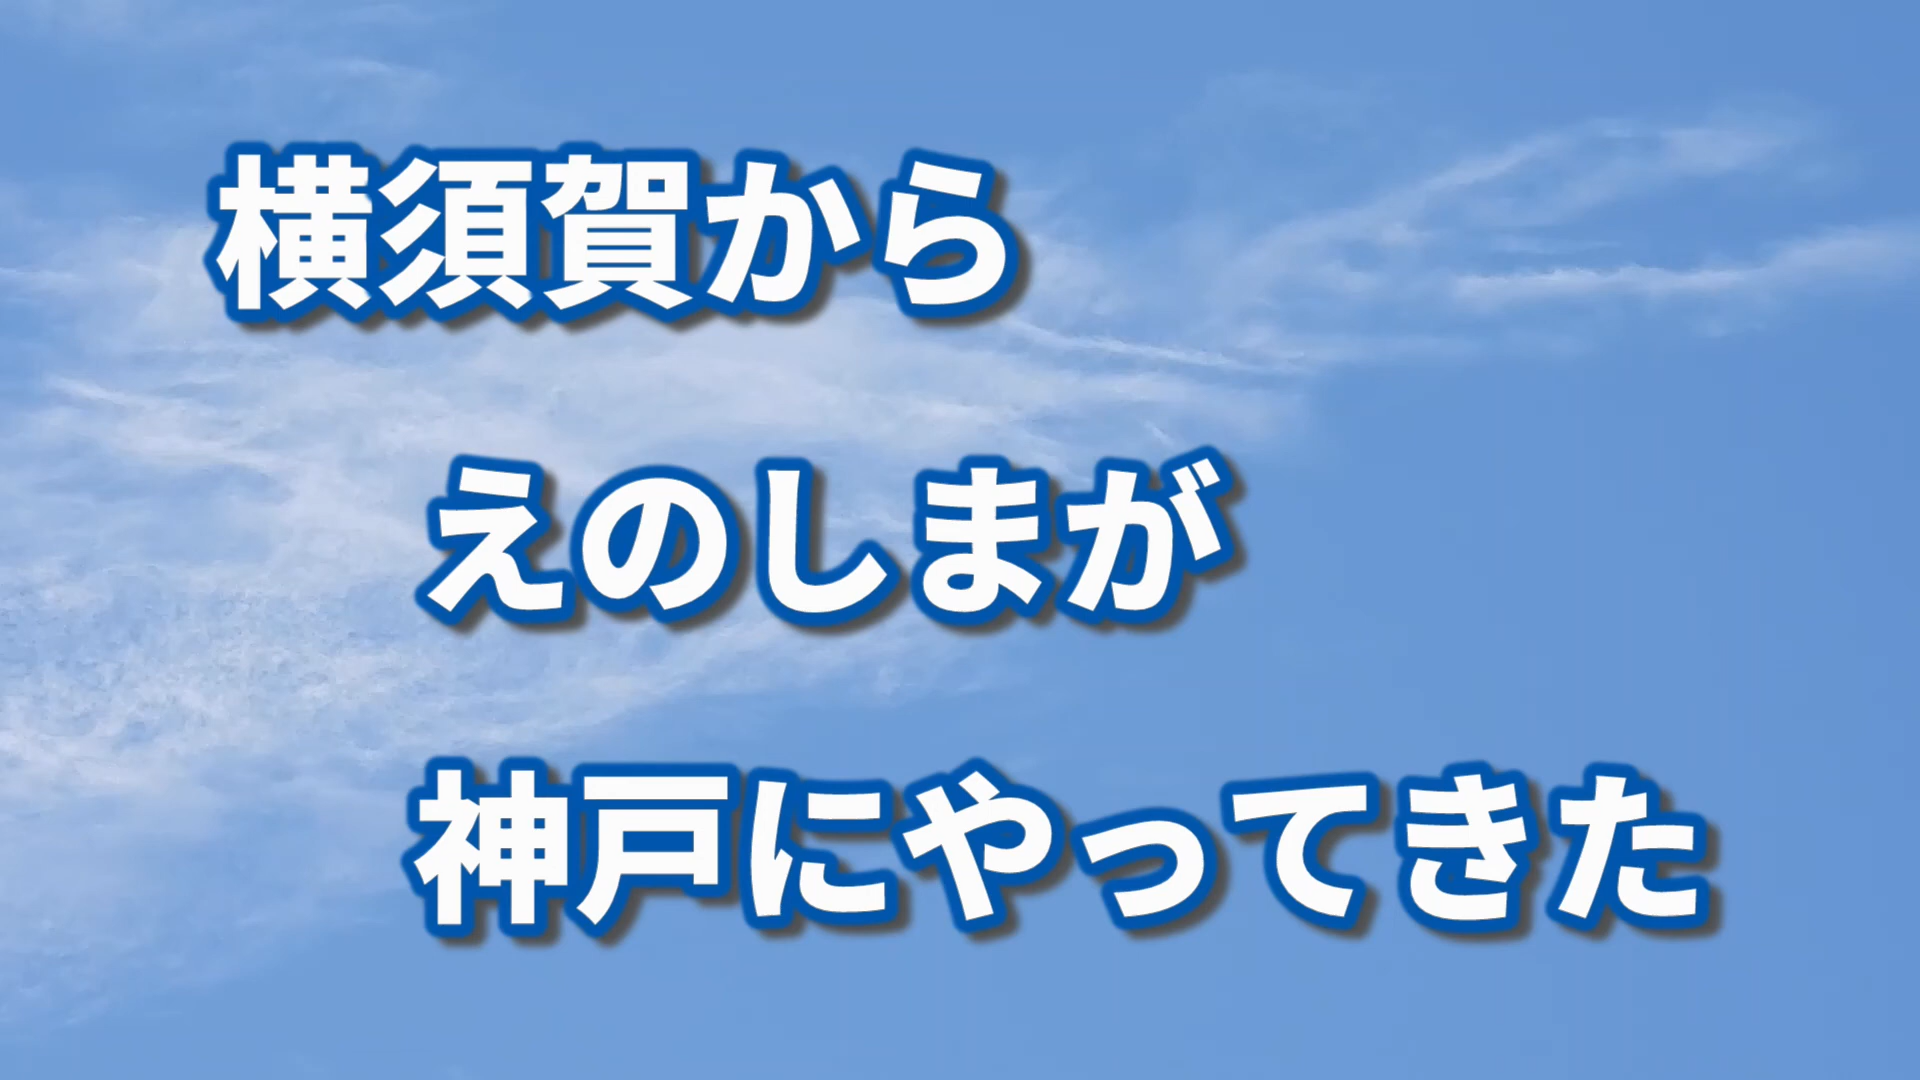 横須賀から
えのしまが
神戸にやってきた